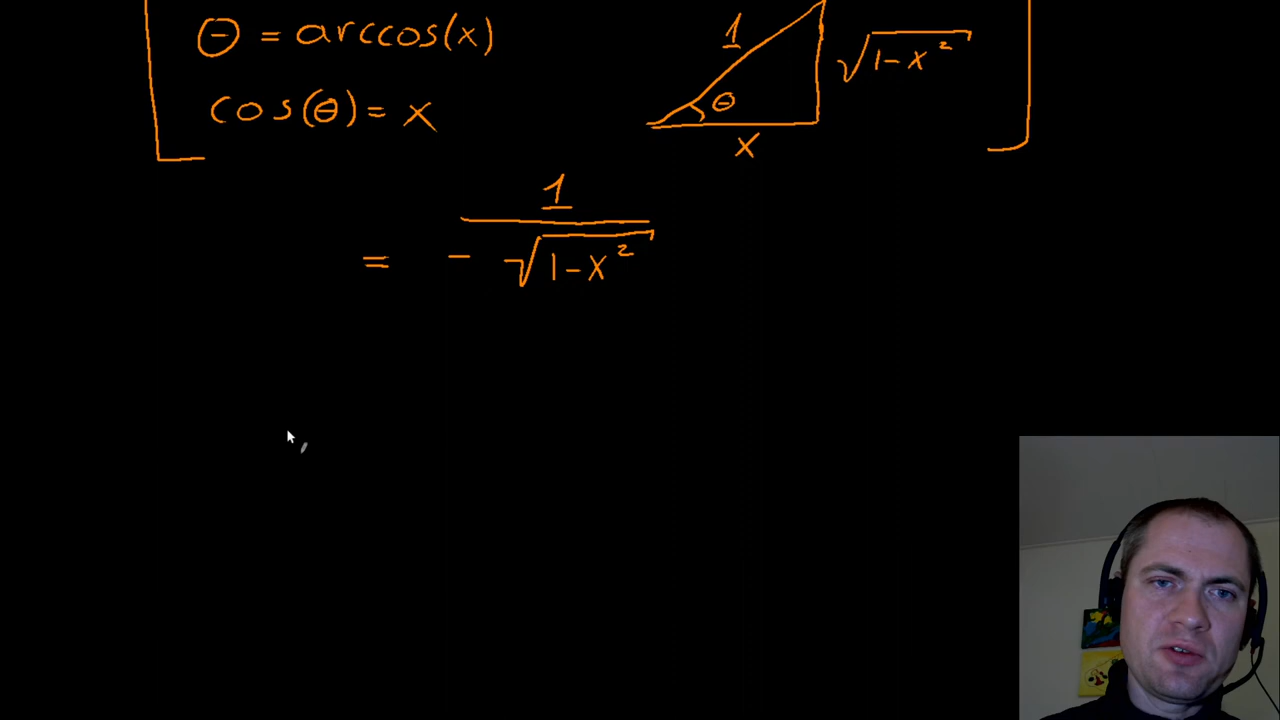 θ = arccos(x)
cos(θ) = x
1
θ
x
√1-x²
1
= - √1-x²